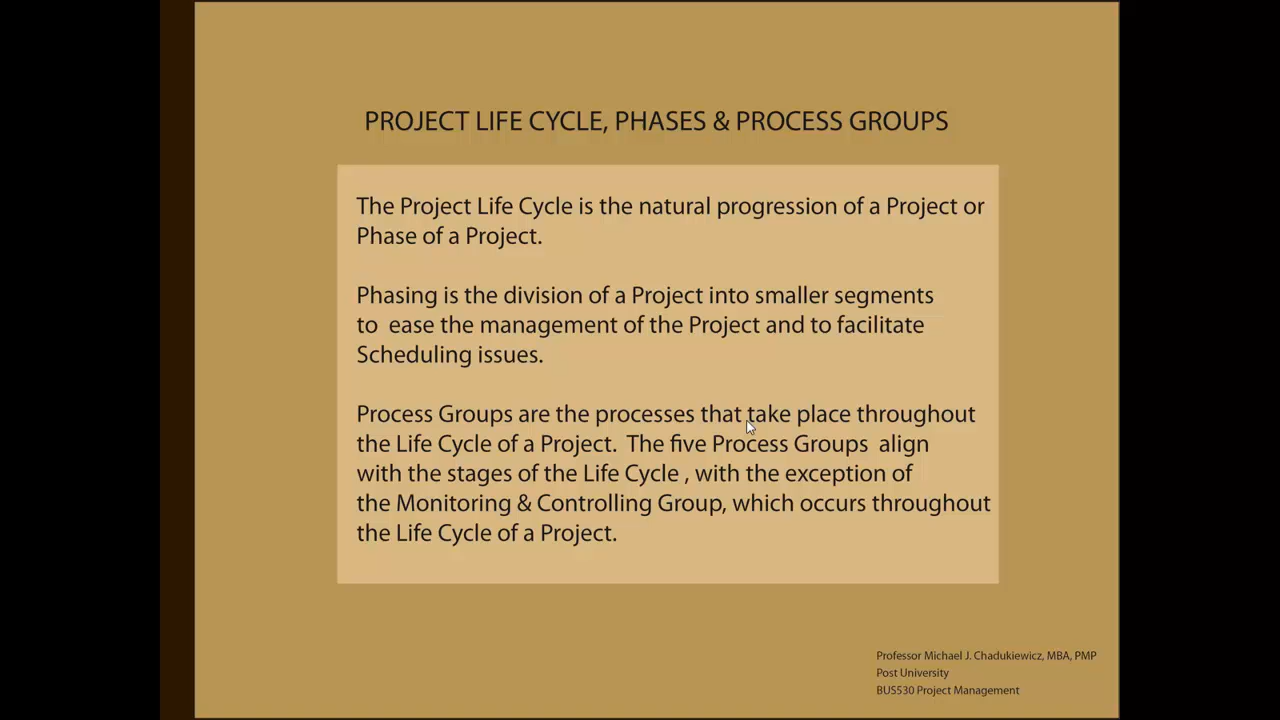 PROJECT LIFE CYCLE, PHASES & PROCESS GROUPS
The Project Life Cycle is the natural progression of a Project or
Phase of a Project.
Phasing is the division of a Project into smaller segments
to  ease the management of the Project and to facilitate
Scheduling issues.
Process Groups are the processes that take place throughout
the Life Cycle of a Project.  The five Process Groups  align
with the stages of the Life Cycle , with the exception of
the Monitoring & Controlling Group, which occurs throughout
the Life Cycle of a Project.
Professor Michael J. Chadukiewicz, MBA, PMP
Post University
BUS530 Project Management